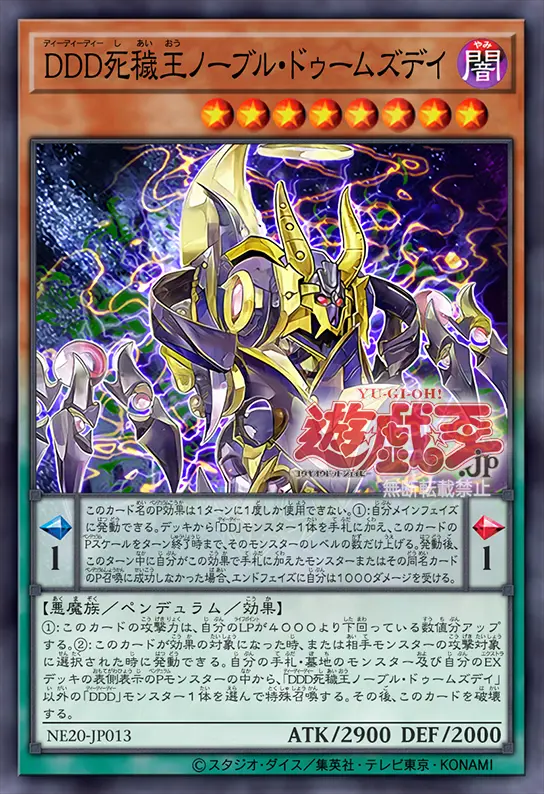 ディーディーディー し あい おう
DDD死穢王ノーブル・ドゥームズデイ
やみ
闇
YU-GI-OH!
遊戯王.jp
無断転載禁止
このカード名のP効果は1ターンに1度しか使用できない。①:自分メインフェイズ
に発動できる。デッキから「DD」モンスター1体を手札に加え、このカードの
Pスケールをターン終了時まで、そのモンスターのレベルの数だけ上げる。発動後、
このターン中に自分がこの効果で手札に加えたモンスターまたはその同名カード
のP召喚に成功しなかった場合、エンドフェイズに自分は1000ダメージを受ける。
1
1
【悪魔族/ペンデュラム/効果】
①:このカードの攻撃力は、自分のLPが4000より下回っている数値分アップ
する。②:このカードが効果の対象になった時、または相手モンスターの攻撃対象
に選択された時に発動できる。自分の手札・墓地のモンスター及び自分のEX
デッキの表側表示のPモンスターの中から、「DDD死穢王ノーブル・ドゥームズデイ」
以外の「DDD」モンスター1体を選んで特殊召喚する。その後、このカードを破壊
する。
NE20-JP013
ATK/2900 DEF/2000
©スタジオ・ダイス/集英社・テレビ東京・KONAMI